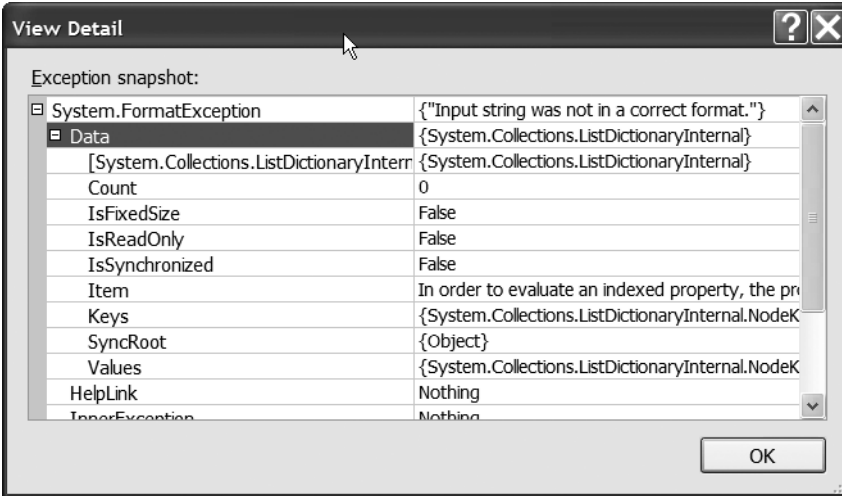 View Detail
Exception snapshot:
System.FormatException {"Input string was not in a correct format."}
Data {System.Collections.ListDictionaryInternal}
[System.Collections.ListDictionaryIntern {System.Collections.ListDictionaryInternal}
Count 0
IsFixedSize False
IsReadOnly False
IsSynchronized False
Item In order to evaluate an indexed property, the pro
Keys {System.Collections.ListDictionaryInternal.NodeK
SyncRoot {Object}
Values {System.Collections.ListDictionaryInternal.NodeK
HelpLink Nothing
InnerException Nothing
OK